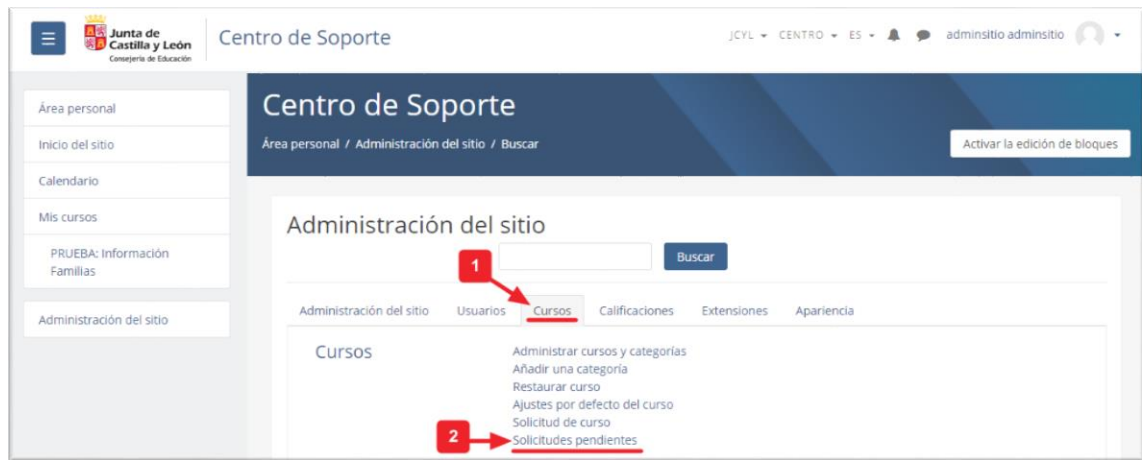 Junta de
Castilla y León
Consejería de Educación
Centro de Soporte
JCYL CENTRO ES adminsitio adminsitio
Área personal
Inicio del sitio
Calendario
Mis cursos
PRUEBA: Información
Familias
Administración del sitio
Centro de Soporte
Área personal / Administración del sitio / Buscar
Activar la edición de bloques
Administración del sitio
Buscar
1
Administración del sitio Usuarios Cursos Calificaciones Extensiones Apariencia
Cursos
Administrar cursos y categorías
Añadir una categoría
Restaurar curso
Ajustes por defecto del curso
Solicitud de curso
2
Solicitudes pendientes